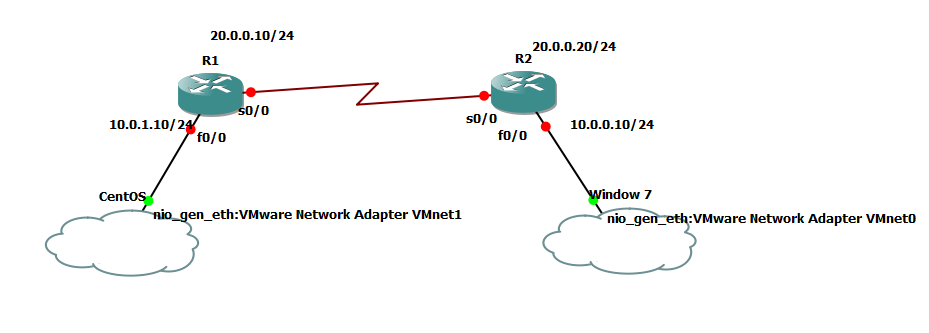 20.0.0.10/24
20.0.0.20/24
R1
R2
s0/0
s0/0
10.0.1.10/24
f0/0
f0/0
10.0.0.10/24
CentOS
Window 7
nio_gen_eth:VMware Network Adapter VMnet1
nio_gen_eth:VMware Network Adapter VMnet0